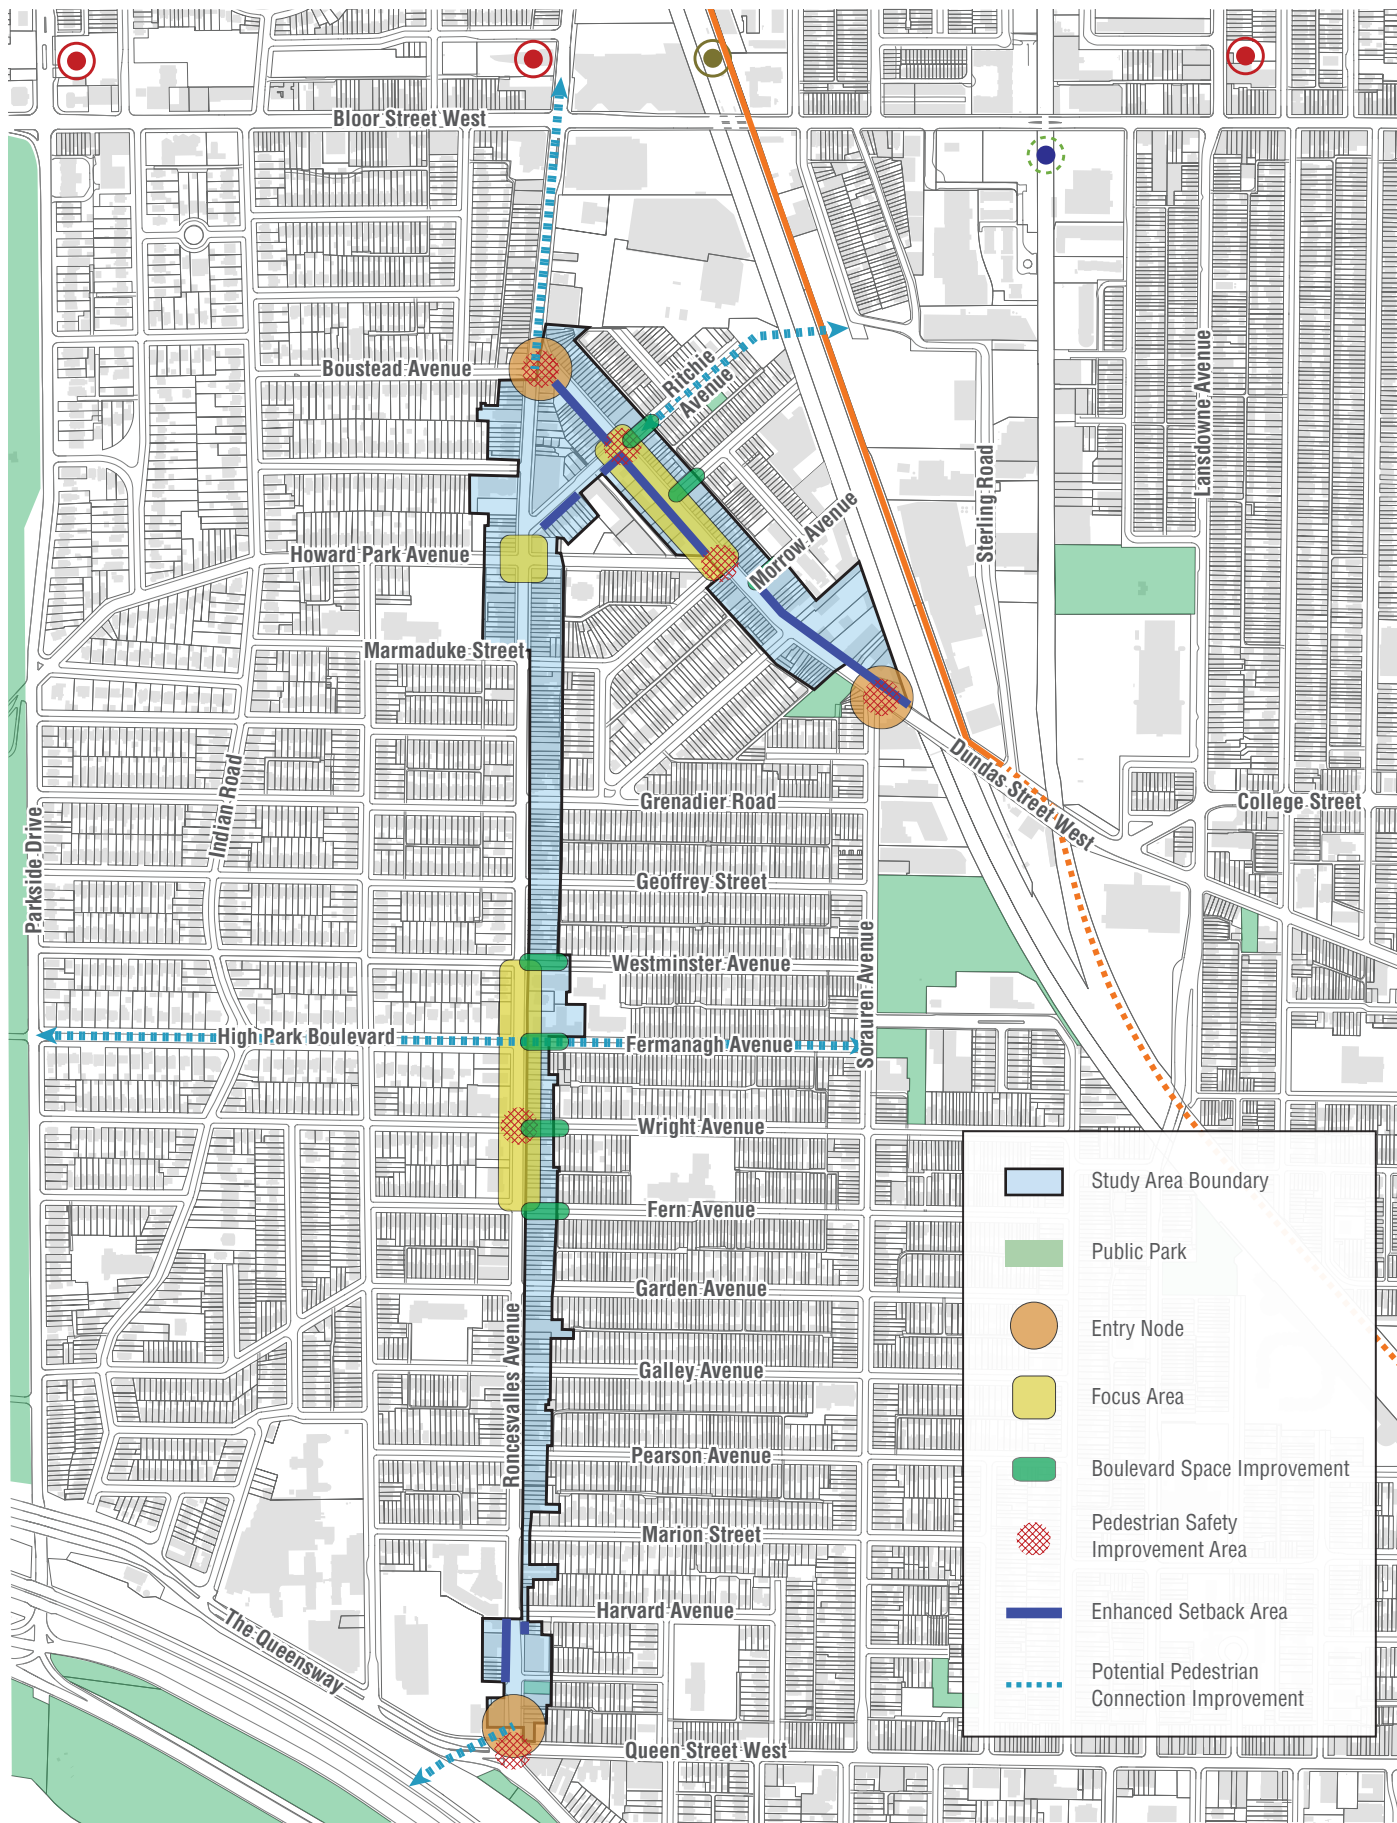 Bloor Street West
Boustead Avenue
Ritchie
Avenue
Lansdowne Avenue
Sterling Road
Morrow Avenue
Howard Park Avenue
Marmaduke Street
Indian Road
Parkside Drive
Dundas Street West
Grenadier Road
College Street
Geoffrey Street
Sorauren Avenue
Westminster Avenue
High Park Boulevard
Fermanagh Avenue
Wright Avenue
Fern Avenue
Garden Avenue
Roncesvalles Avenue
Galley Avenue
Pearson Avenue
Marion Street
Harvard Avenue
The Queensway
Queen Street West
Study Area Boundary
Public Park
Entry Node
Focus Area
Boulevard Space Improvement
Pedestrian Safety
Improvement Area
Enhanced Setback Area
Potential Pedestrian
Connection Improvement